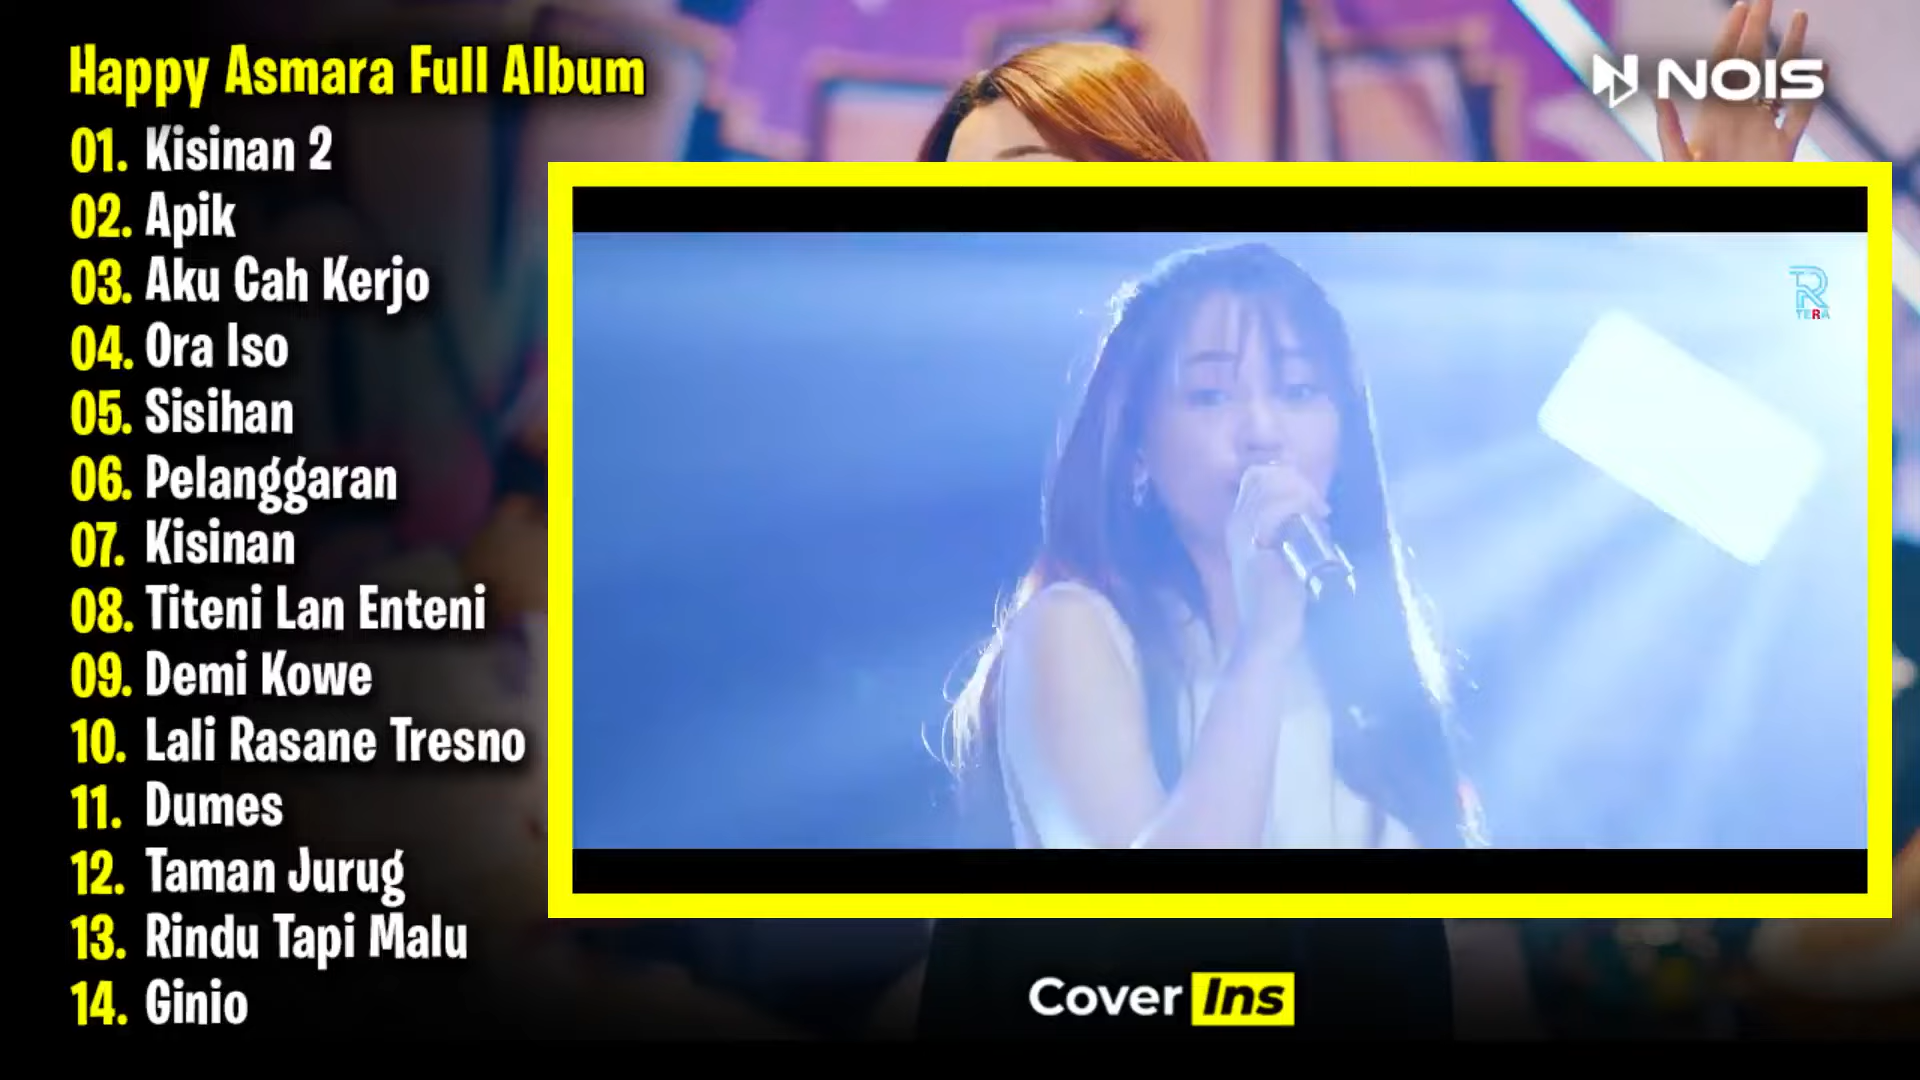 Happy Asmara Full Album
01. Kisinan 2
02. Apik
03. Aku Cah Kerjo
04. Ora Iso
05. Sisihan
06. Pelanggaran
07. Kisinan
08. Titeni Lan Enteni
09. Demi Kowe
10. Lali Rasane Tresno
11. Dumes
12. Taman Jurug
13. Rindu Tapi Malu
14. Ginio
NOIS
TERA
Cover Ins